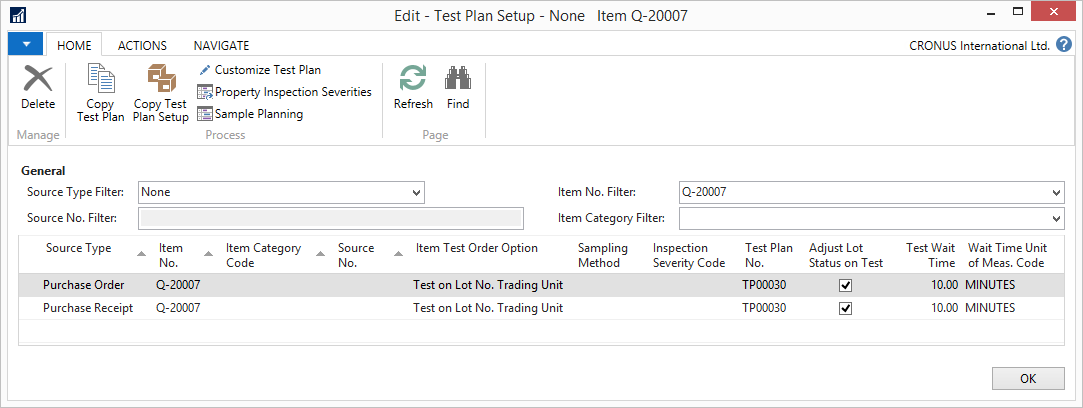 Edit - Test Plan Setup - None   Item Q-20007
HOME ACTIONS NAVIGATE CRONUS International Ltd. ?
Delete
Copy Test Plan
Copy Test Plan Setup
Customize Test Plan
Property Inspection Severities
Sample Planning
Refresh
Find
Manage Process Page
General
Source Type Filter: None Item No. Filter: Q-20007
Source No. Filter: Item Category Filter:
Source Type Item No. Item Category Code Source No. Item Test Order Option Sampling Method Inspection Severity Code Test Plan No. Adjust Lot Status on Test Test Wait Time Wait Time Unit of Meas. Code
Purchase Order Q-20007 Test on Lot No. Trading Unit TP00030 10.00 MINUTES
Purchase Receipt Q-20007 Test on Lot No. Trading Unit TP00030 10.00 MINUTES
OK